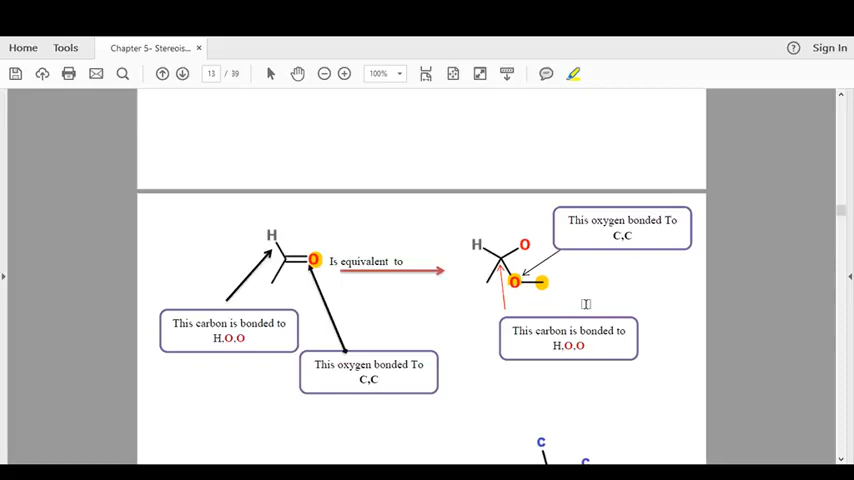 Home Tools Chapter 5- Stereois... × ? Sign In
13 / 39 100%
H
O
Is equivalent to
This carbon is bonded to
H,O,O
This oxygen bonded To
C,C
This oxygen bonded To
C,C
H
O
O
This carbon is bonded to
H,O,O
C
C